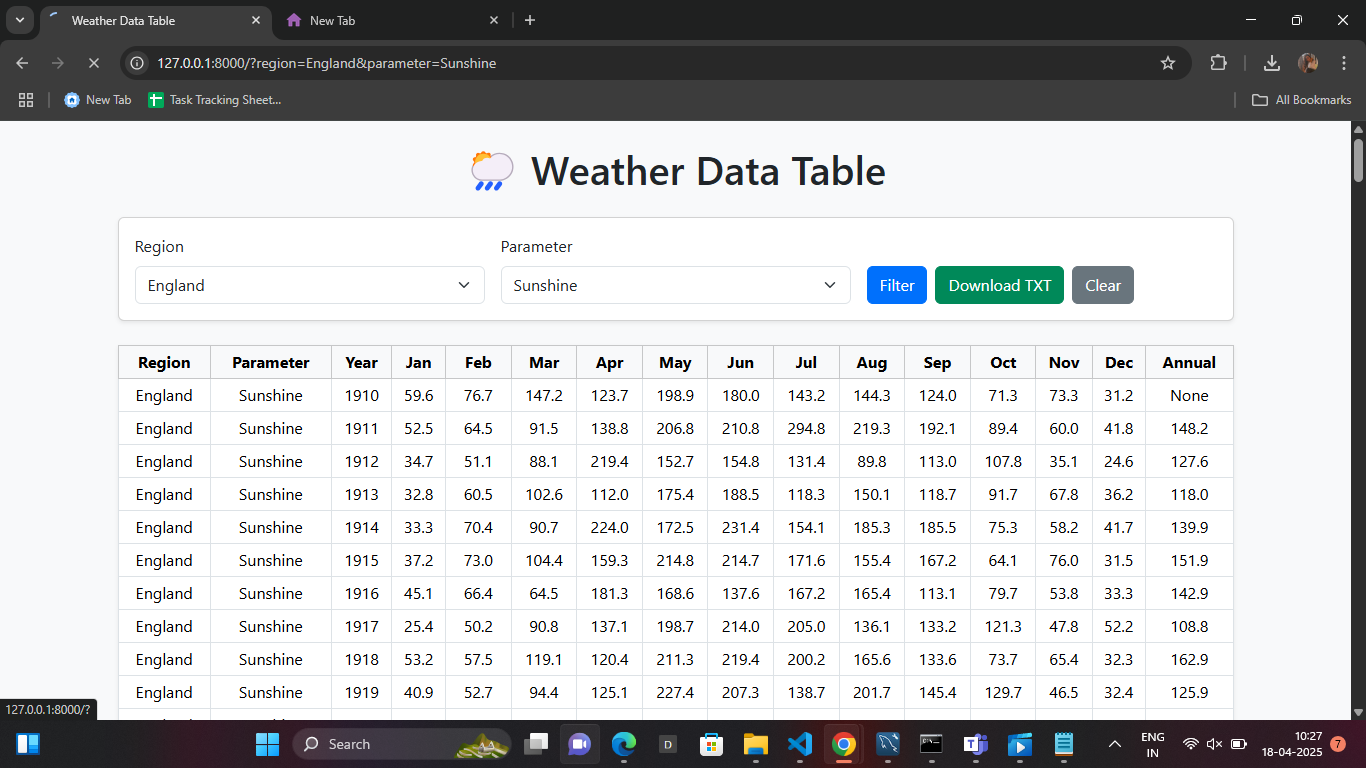 Weather Data Table
New Tab
127.0.0.1:8000/?region=England&parameter=Sunshine
New Tab
Task Tracking Sheet...
All Bookmarks
Weather Data Table
Region
Parameter
England
Sunshine
Filter
Download TXT
Clear
Region Parameter Year Jan Feb Mar Apr May Jun Jul Aug Sep Oct Nov Dec Annual
England Sunshine 1910 59.6 76.7 147.2 123.7 198.9 180.0 143.2 144.3 124.0 71.3 73.3 31.2 None
England Sunshine 1911 52.5 64.5 91.5 138.8 206.8 210.8 294.8 219.3 192.1 89.4 60.0 41.8 148.2
England Sunshine 1912 34.7 51.1 88.1 219.4 152.7 154.8 131.4 89.8 113.0 107.8 35.1 24.6 127.6
England Sunshine 1913 32.8 60.5 102.6 112.0 175.4 188.5 118.3 150.1 118.7 91.7 67.8 36.2 118.0
England Sunshine 1914 33.3 70.4 90.7 224.0 172.5 231.4 154.1 185.3 185.5 75.3 58.2 41.7 139.9
England Sunshine 1915 37.2 73.0 104.4 159.3 214.8 214.7 171.6 155.4 167.2 64.1 76.0 31.5 151.9
England Sunshine 1916 45.1 66.4 64.5 181.3 168.6 137.6 167.2 165.4 113.1 79.7 53.8 33.3 142.9
England Sunshine 1917 25.4 50.2 90.8 137.1 198.7 214.0 205.0 136.1 133.2 121.3 47.8 52.2 108.8
England Sunshine 1918 53.2 57.5 119.1 120.4 211.3 219.4 200.2 165.6 133.6 73.7 65.4 32.3 162.9
England Sunshine 1919 40.9 52.7 94.4 125.1 227.4 207.3 138.7 201.7 145.4 129.7 46.5 32.4 125.9
127.0.0.1:8000/?
Search
D
ENG
IN
10:27
18-04-2025
7